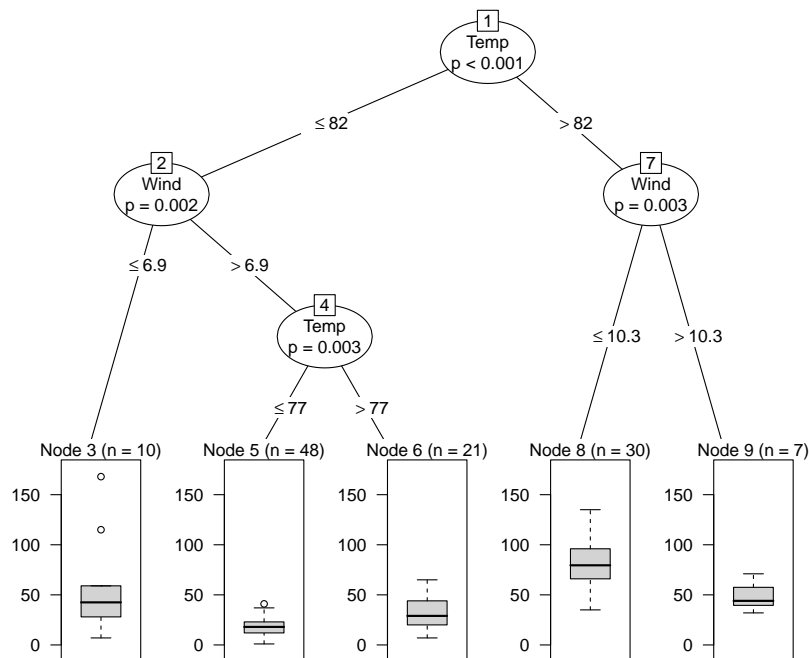 1
Temp
p < 0.001
≤ 82
> 82
2
Wind
p = 0.002
7
Wind
p = 0.003
≤ 6.9
> 6.9
4
Temp
p = 0.003
≤ 10.3
> 10.3
≤ 77
> 77
Node 3 (n = 10)
0
50
100
150
Node 5 (n = 48)
0
50
100
150
Node 6 (n = 21)
0
50
100
150
Node 8 (n = 30)
0
50
100
150
Node 9 (n = 7)
0
50
100
150